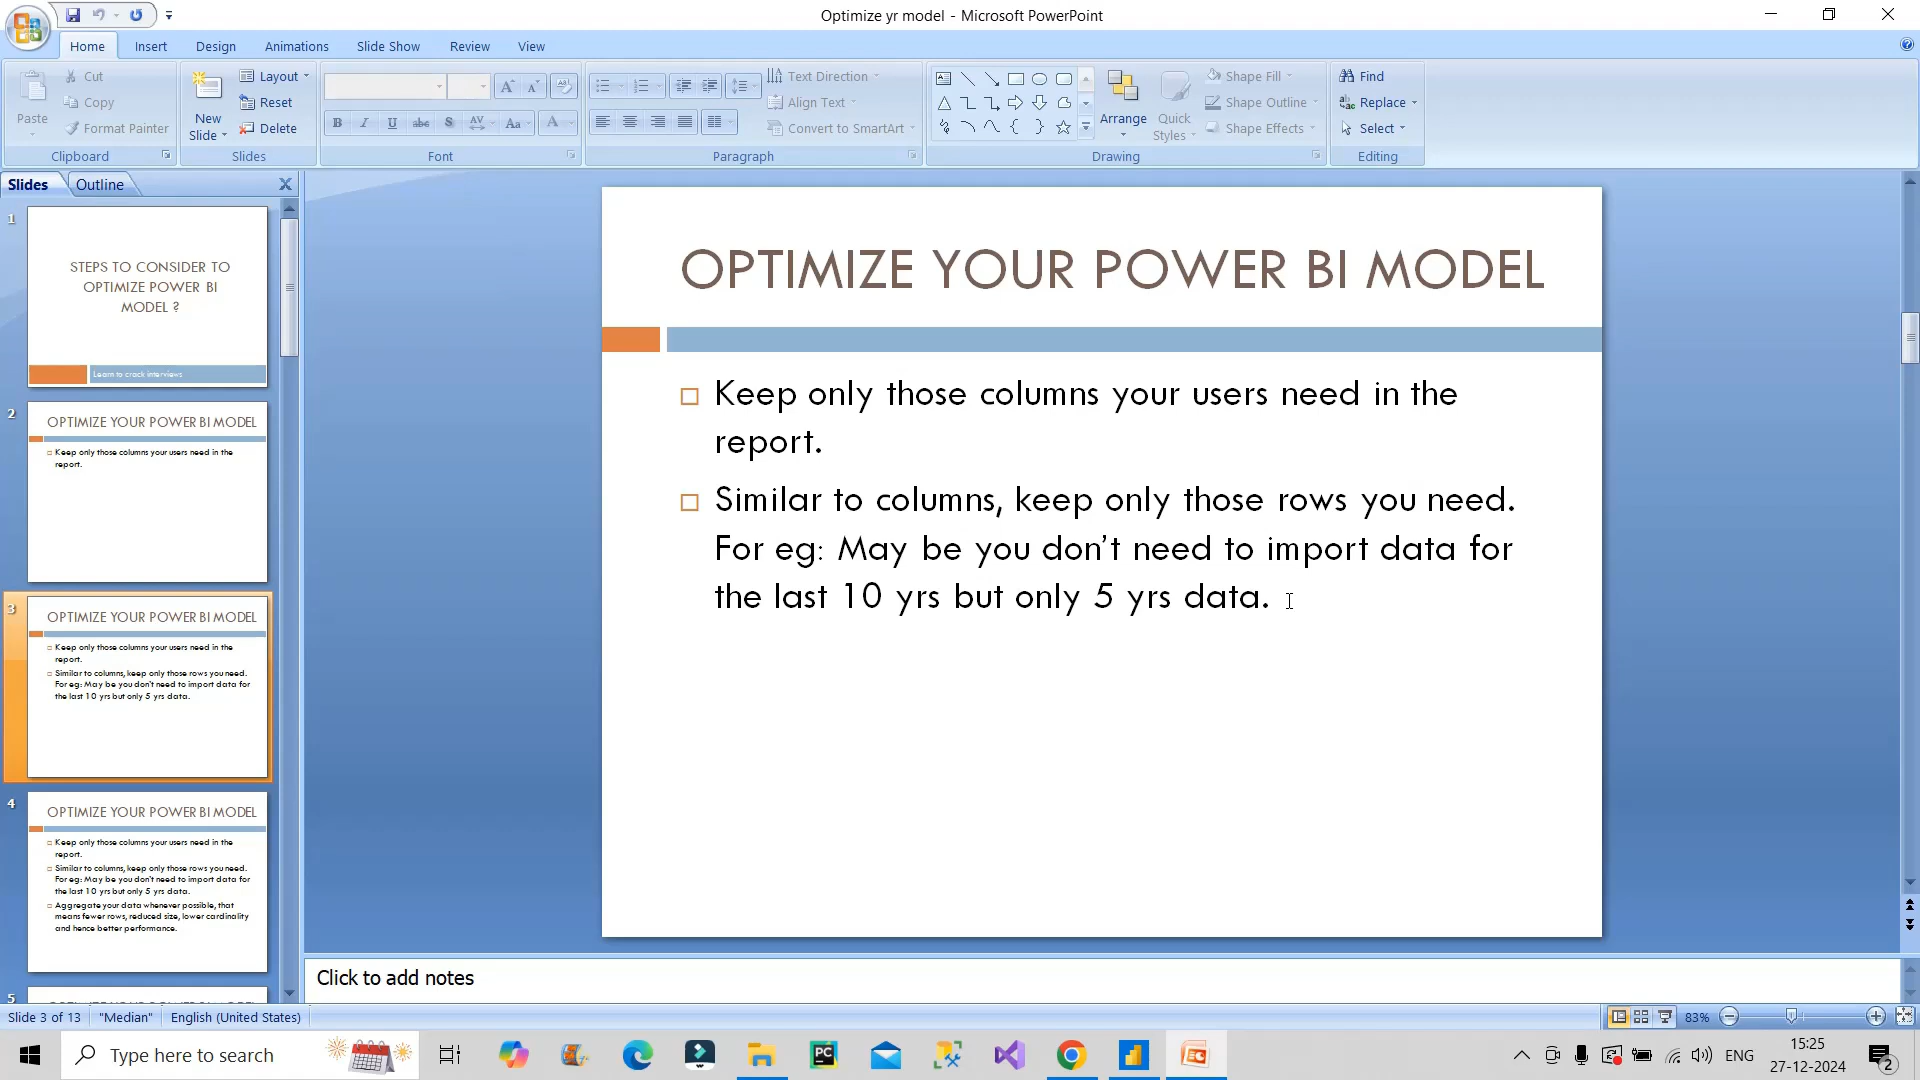 Optimize yr model - Microsoft PowerPoint
Home Insert Design Animations Slide Show Review View
Paste
Cut
Copy
Format Painter
Clipboard
New
Slide
Layout
Reset
Delete
Slides
B I U abc S AV Aa A
Font
Text Direction
Align Text
Convert to SmartArt
Paragraph
Arrange
Quick
Styles
Shape Fill
Shape Outline
Shape Effects
Drawing
Find
Replace
Select
Editing
Slides Outline
1
STEPS TO CONSIDER TO
OPTIMIZE POWER BI
MODEL ?
Learn to crack interviews
2
OPTIMIZE YOUR POWER BI MODEL
Keep only those columns your users need in the
report.
3
OPTIMIZE YOUR POWER BI MODEL
Keep only those columns your users need in the
report.
Similar to columns, keep only those rows you need.
For eg: May be you don't need to import data for
the last 10 yrs but only 5 yrs data.
4
OPTIMIZE YOUR POWER BI MODEL
Keep only those columns your users need in the
report.
Similar to columns, keep only those rows you need.
For eg: May be you don't need to import data for
the last 10 yrs but only 5 yrs data.
Aggregate your data whenever possible, that
means fewer rows, reduced size, lower cardinality
and hence better performance.
5
OPTIMIZE YOUR POWER BI MODEL
Keep only those columns your users need in the
report.
Similar to columns, keep only those rows you need.
For eg: May be you don’t need to import data for
the last 10 yrs but only 5 yrs data.
Click to add notes
Slide 3 of 13 "Median" English (United States) 83%
Type here to search
ENG
15:25
27-12-2024
2